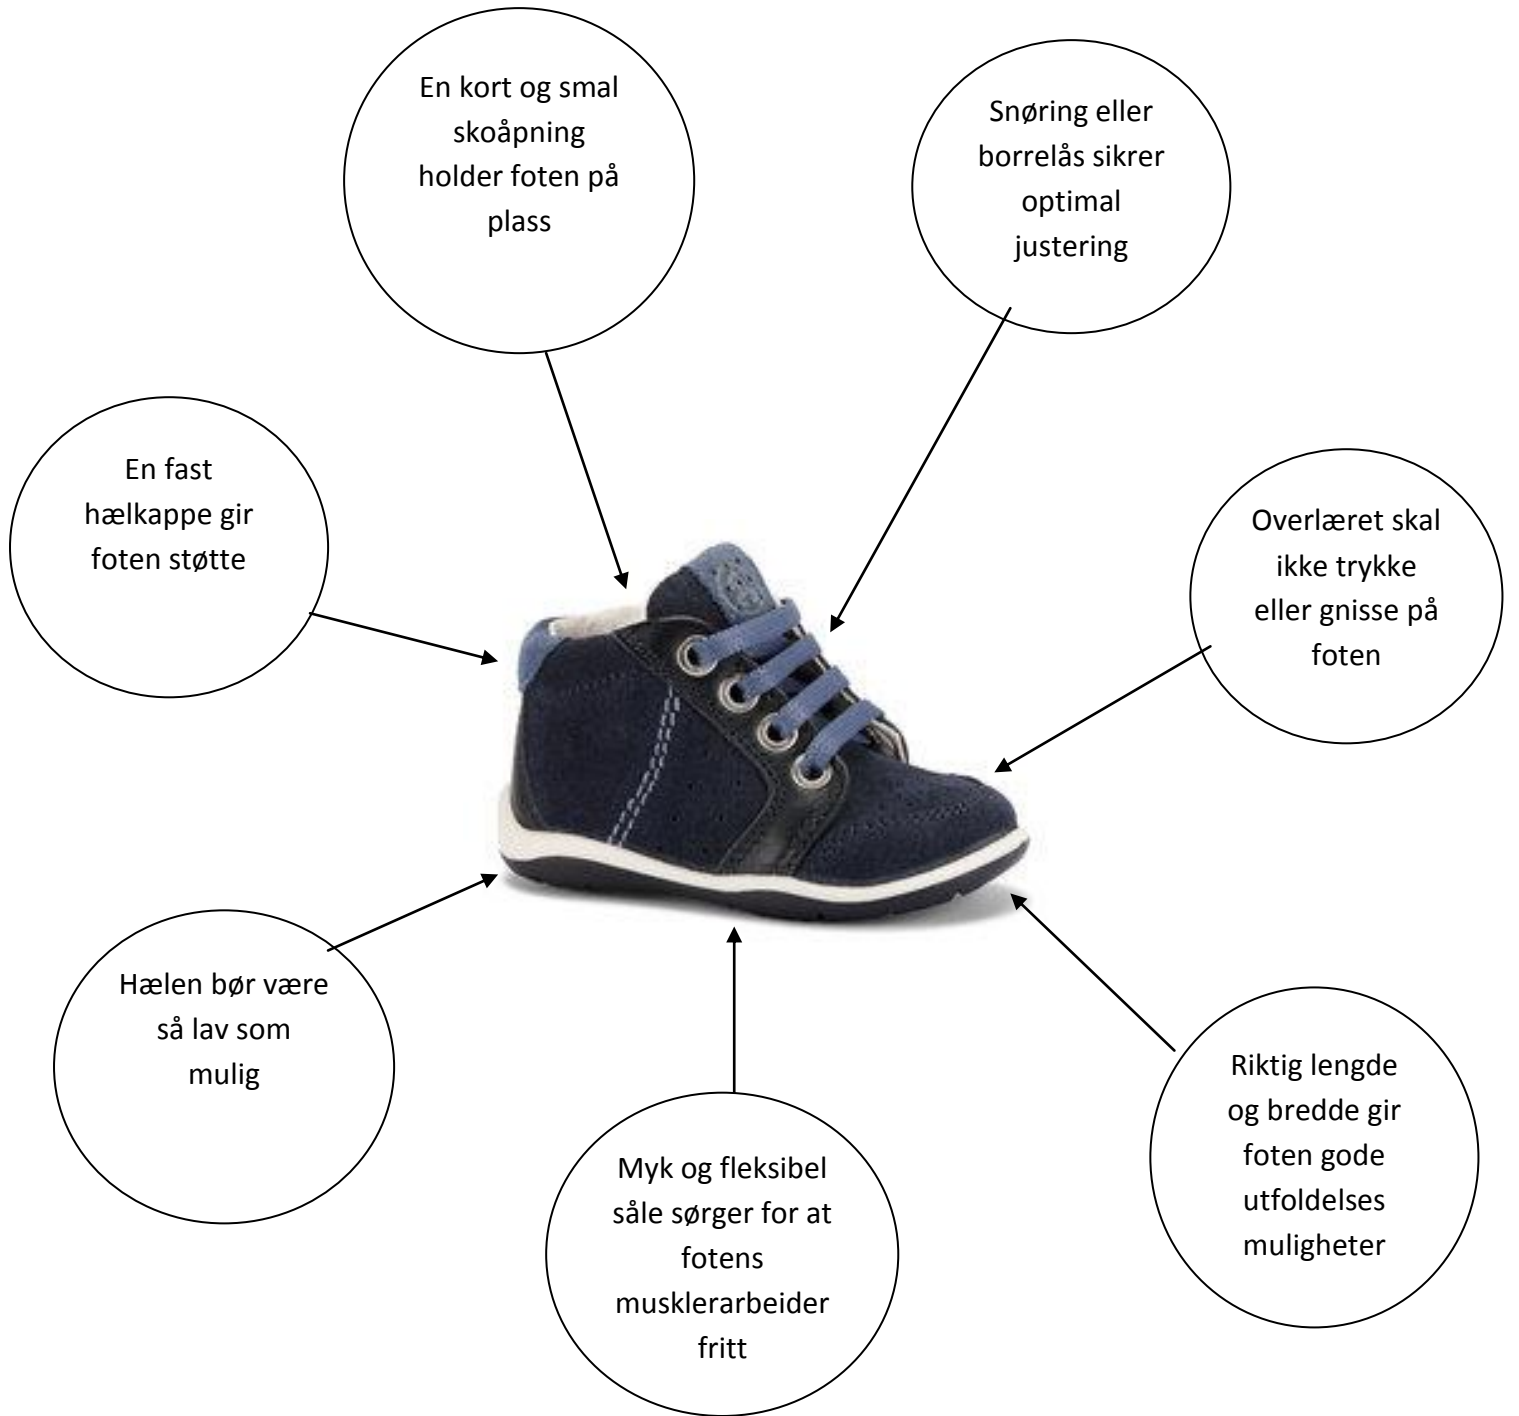 En kort og smal
skoåpning
holder foten på
plass
Snøring eller
borrelås sikrer
optimal
justering
En fast
hælkappe gir
foten støtte
Overlæret skal
ikke trykke
eller gnisse på
foten
Hælen bør være
så lav som
mulig
Myk og fleksibel
såle sørger for at
fotens
musklerarbeider
fritt
Riktig lengde
og bredde gir
foten gode
utfoldelses
muligheter